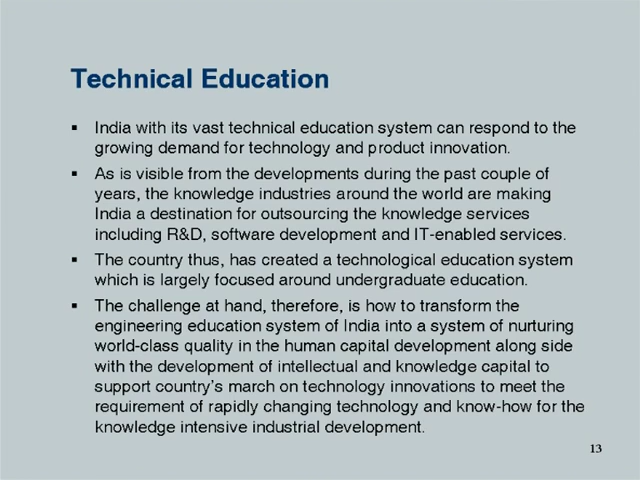 Technical Education
▪ India with its vast technical education system can respond to the
growing demand for technology and product innovation.
▪ As is visible from the developments during the past couple of
years, the knowledge industries around the world are making
India a destination for outsourcing the knowledge services
including R&D, software development and IT-enabled services.
▪ The country thus, has created a technological education system
which is largely focused around undergraduate education.
▪ The challenge at hand, therefore, is how to transform the
engineering education system of India into a system of nurturing
world-class quality in the human capital development along side
with the development of intellectual and knowledge capital to
support country's march on technology innovations to meet the
requirement of rapidly changing technology and know-how for the
knowledge intensive industrial development.
13